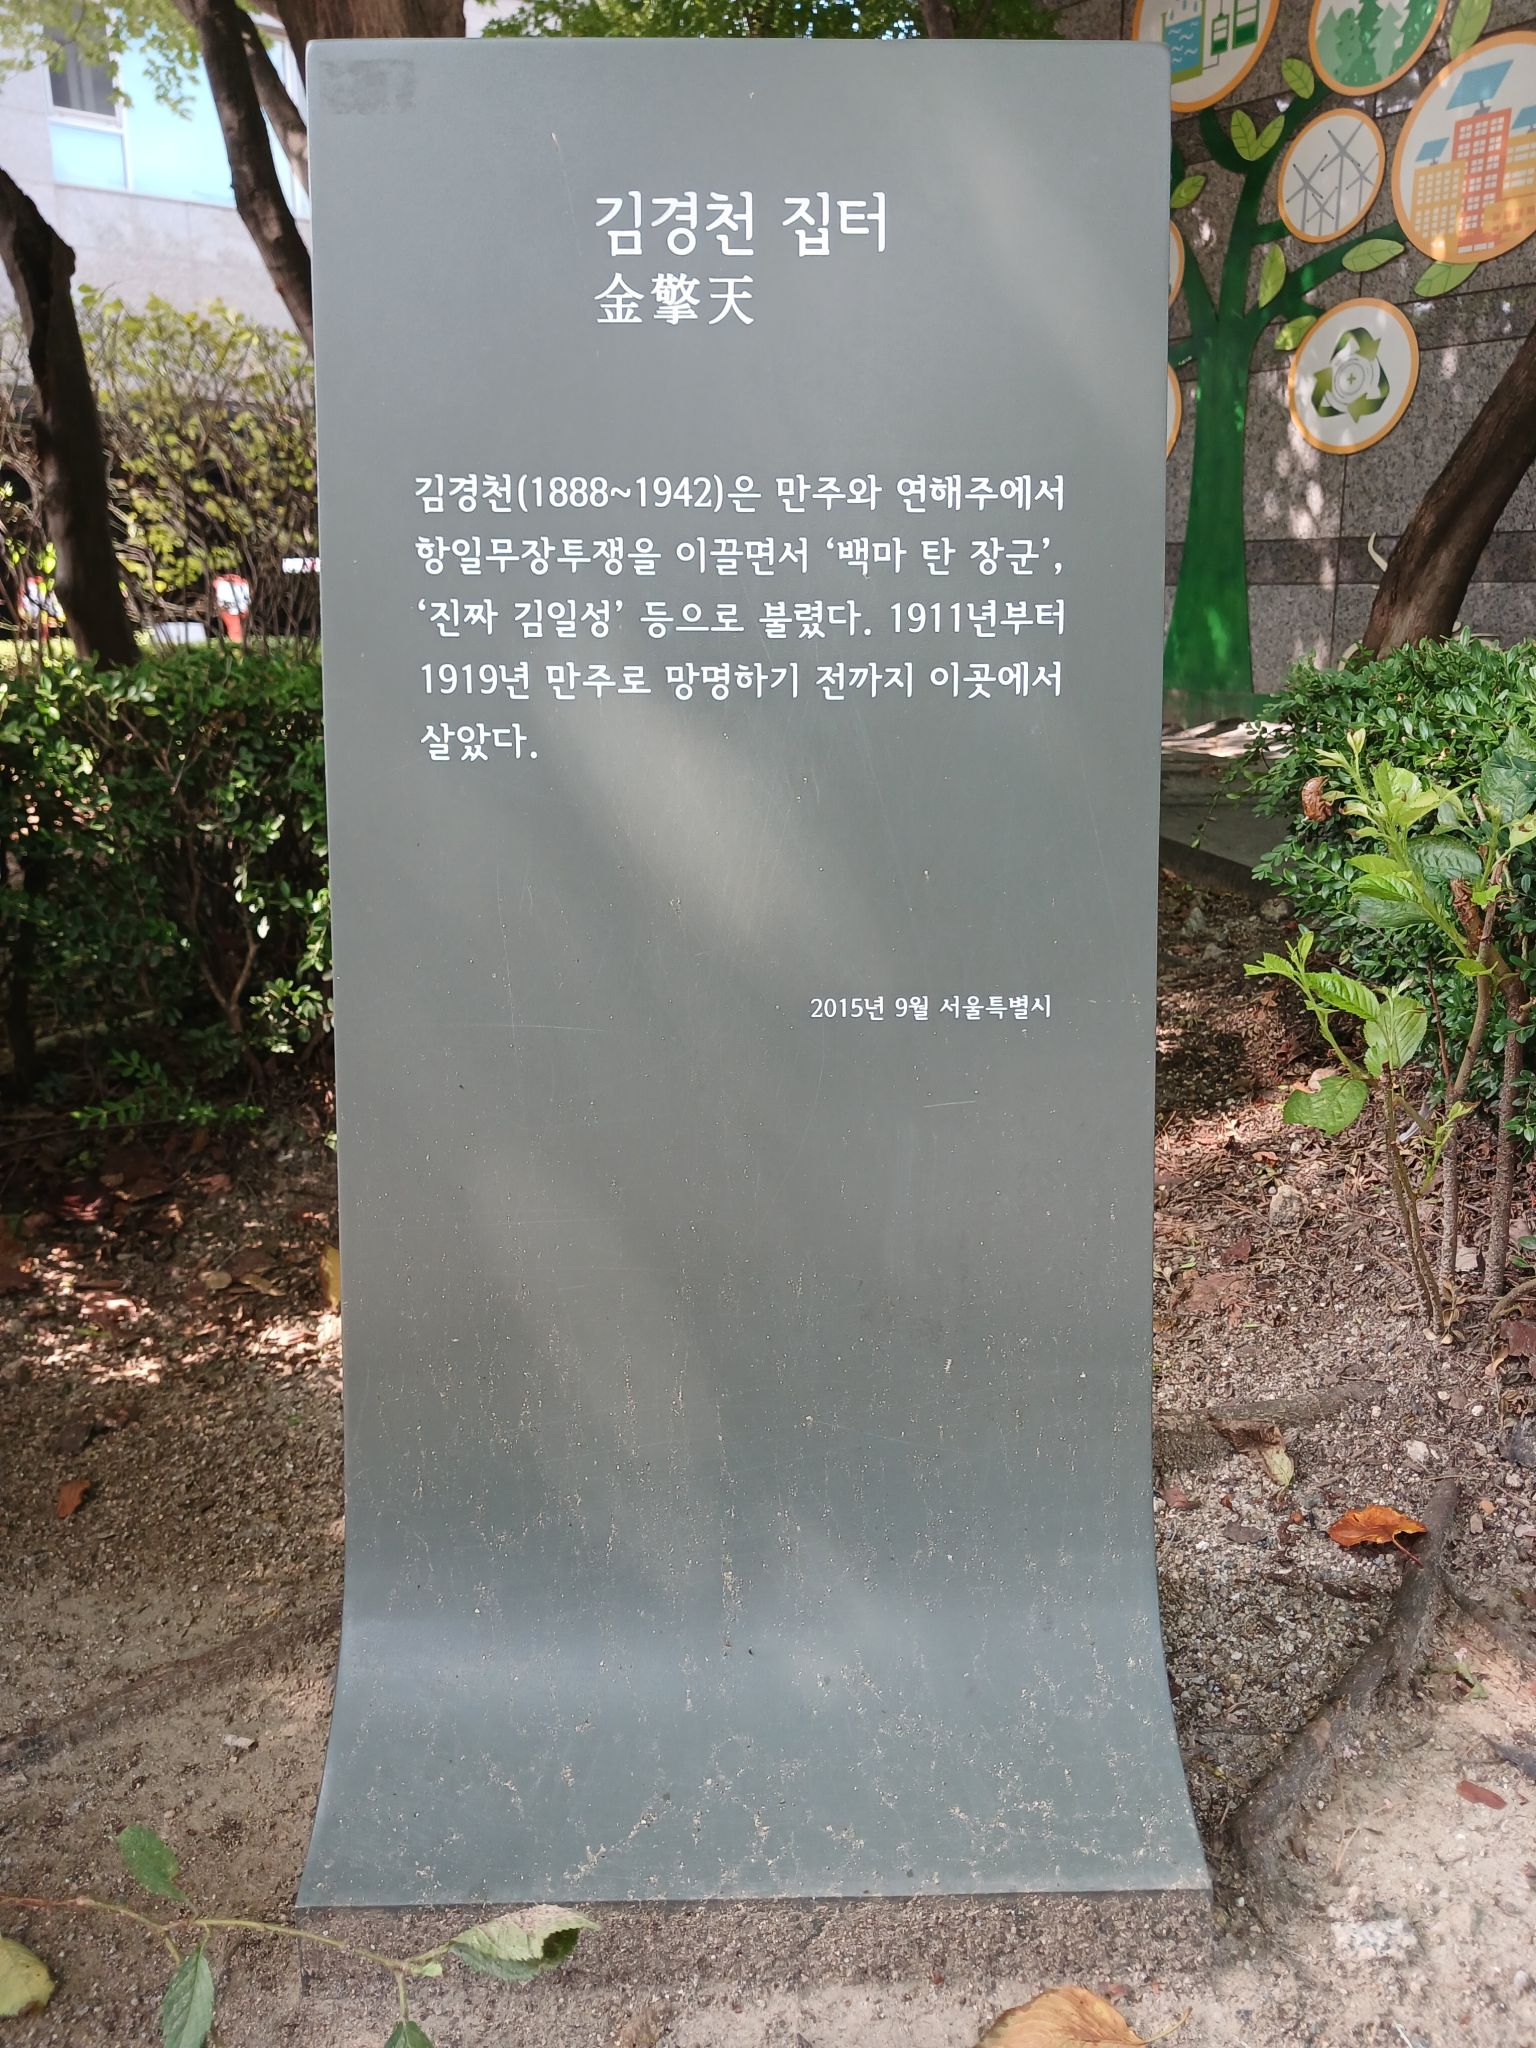 김경천 집터
金擎天
김경천(1888~1942)은 만주와 연해주에서
항일무장투쟁을 이끌면서 ‘백마 탄 장군’,
‘진짜 김일성’ 등으로 불렸다. 1911년부터
1919년 만주로 망명하기 전까지 이곳에서
살았다.
2015년 9월 서울특별시